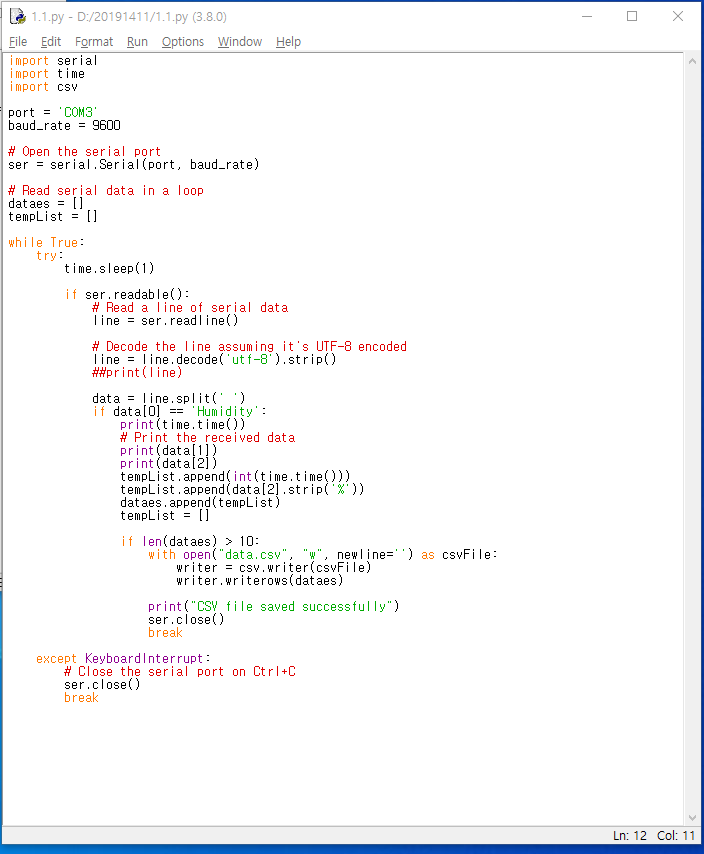 1.1.py - D:/20191411/1.1.py (3.8.0)
File Edit Format Run Options Window Help
import serial
import time
import csv
port = 'COM3'
baud_rate = 9600
# Open the serial port
ser = serial.Serial(port, baud_rate)
# Read serial data in a loop
dataes = []
tempList = []
while True:
    try:
        time.sleep(1)
        if ser.readable():
            # Read a line of serial data
            line = ser.readline()
            # Decode the line assuming it's UTF-8 encoded
            line = line.decode('utf-8').strip()
            ##print(line)
            data = line.split(' ')
            if data[0] == 'Humidity':
                print(time.time())
                # Print the received data
                print(data[1])
                print(data[2])
                tempList.append(int(time.time()))
                tempList.append(data[2].strip('%'))
                dataes.append(tempList)
                tempList = []
                if len(dataes) > 10:
                    with open("data.csv", "w", newline='') as csvFile:
                        writer = csv.writer(csvFile)
                        writer.writerows(dataes)
                    print("CSV file saved successfully")
                    ser.close()
                    break
    except KeyboardInterrupt:
        # Close the serial port on Ctrl+C
        ser.close()
        break
Ln: 12 Col: 11